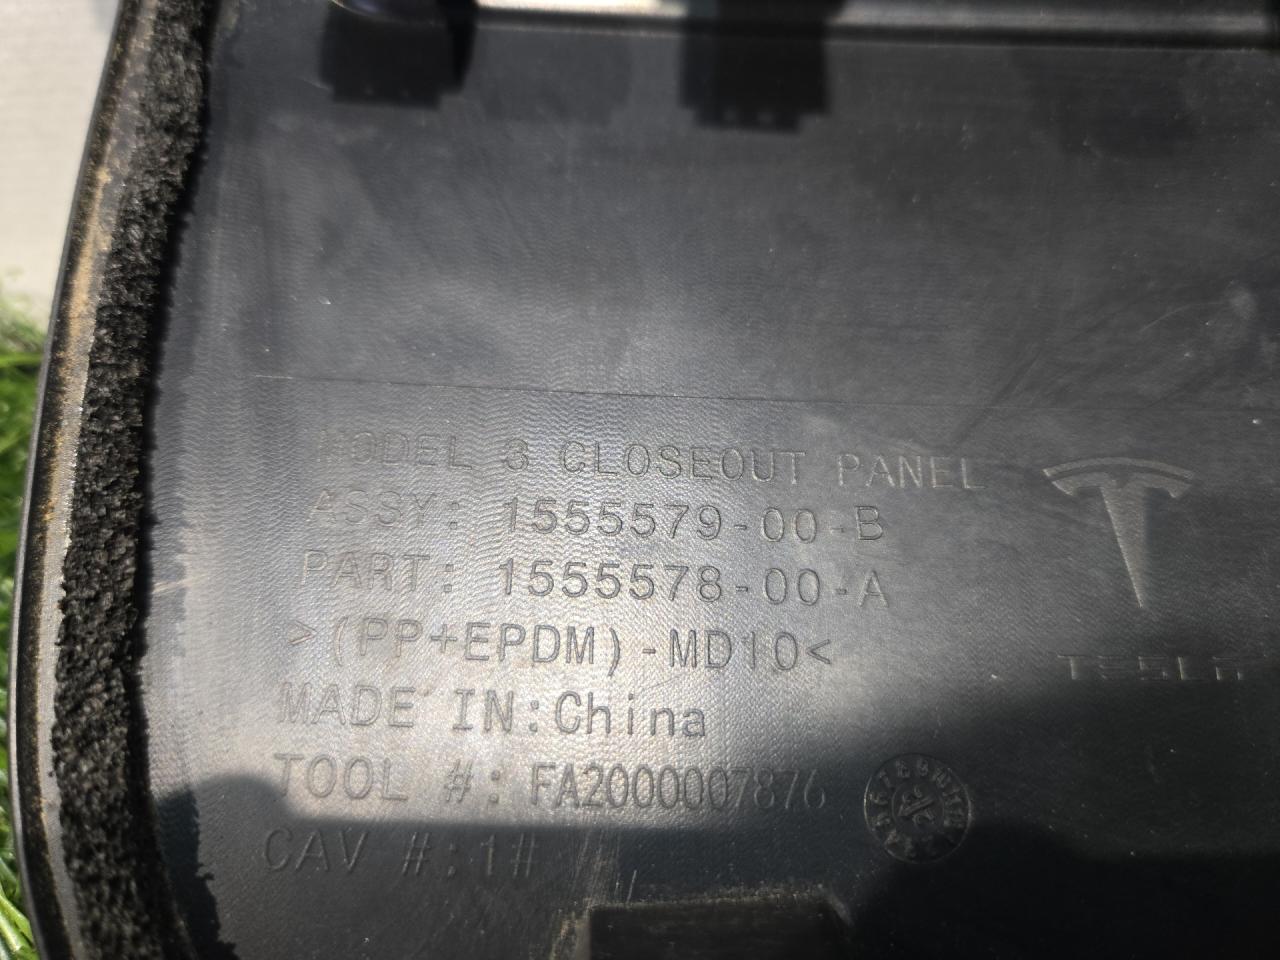 MODEL 3 CLOSEOUT PANEL
ASSY: 1555579-00-B
PART: 1555578-00-A
>(PP+EPDM)-MD10<
MADE IN:China
TOOL #: FA2000007876
CAV #:1#
TESLA